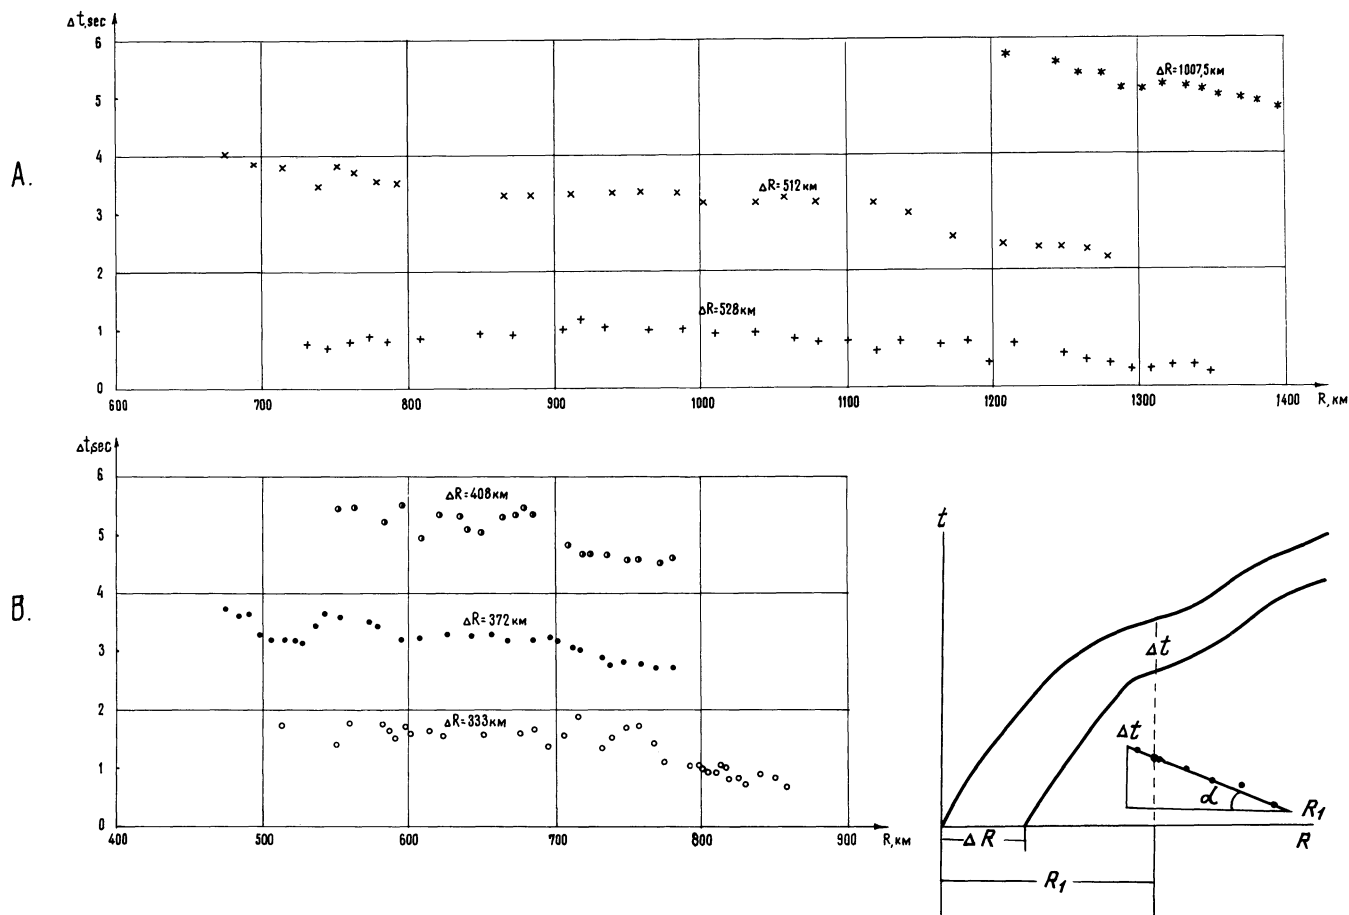 Δt,sec
6
5
4
3
2
1
0
A.
ΔR=1007,5км
ΔR=512км
ΔR=528км
600 700 800 900 1000 1100 1200 1300 1400 R,км
Δt,sec
6
5
4
3
2
1
0
B.
ΔR=408км
ΔR=372км
ΔR=333км
400 500 600 700 800 900 R,км
t
Δt
Δt
α
R₁
R
ΔR
R₁